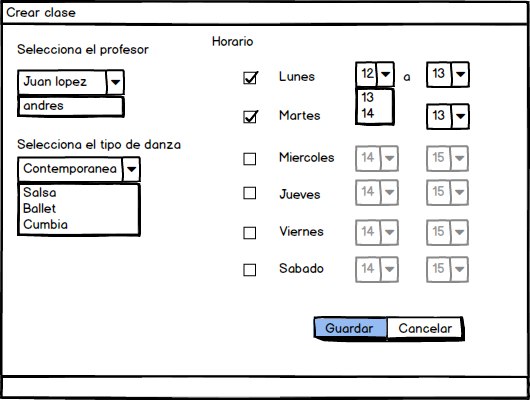 Crear clase
Selecciona el profesor
Juan lopez
andres
Selecciona el tipo de danza
Contemporanea
Salsa
Ballet
Cumbia
Horario
Lunes 12 a 13
13
14
Martes 13
Miercoles 14 15
Jueves 14 15
Viernes 14 15
Sabado 14 15
Guardar Cancelar